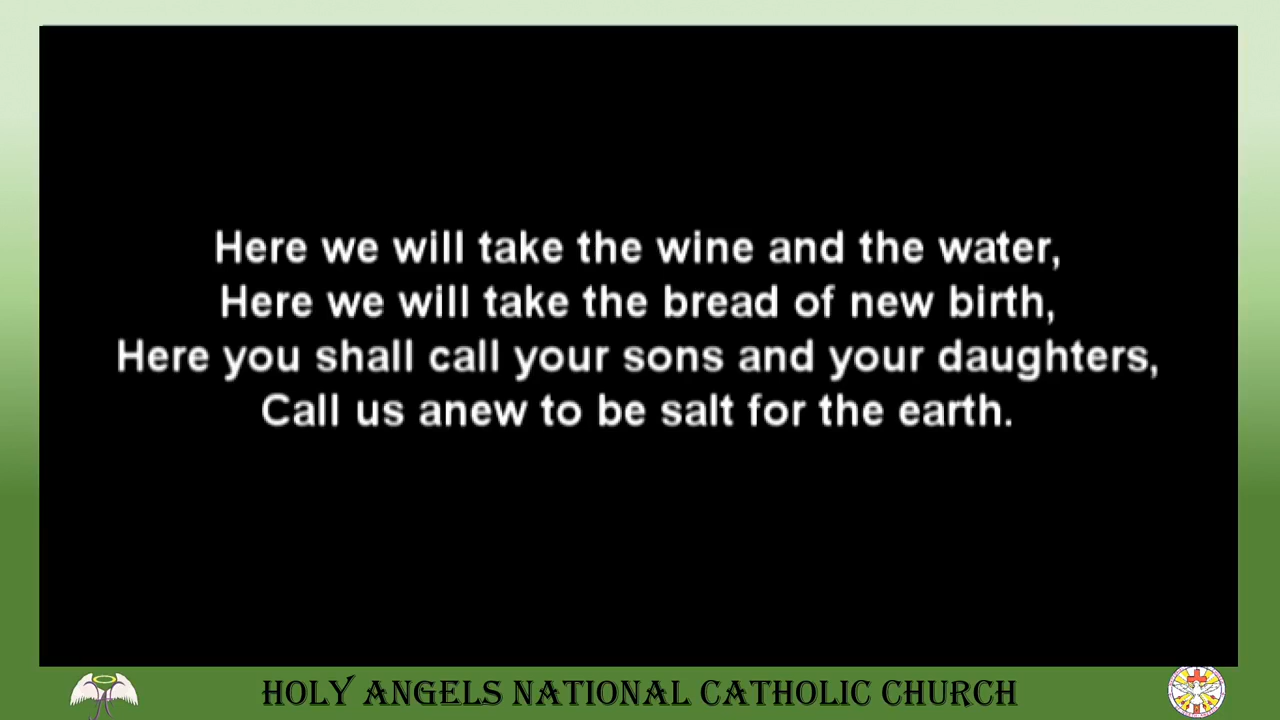 Here we will take the wine and the water,
Here we will take the bread of new birth,
Here you shall call your sons and your daughters,
Call us anew to be salt for the earth.
HOLY ANGELS NATIONAL CATHOLIC CHURCH